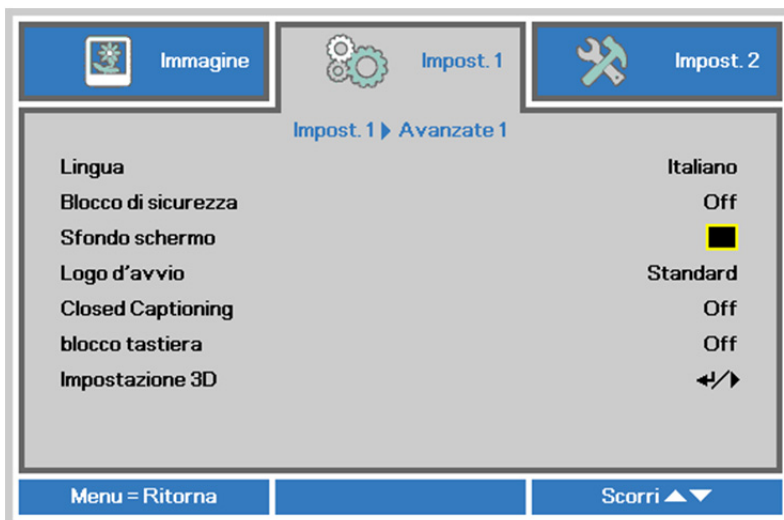 Immagine
Impost. 1
Impost. 2
Impost. 1 ▶ Avanzate 1
Lingua Italiano
Blocco di sicurezza Off
Sfondo schermo
Logo d'avvio Standard
Closed Captioning Off
blocco tastiera Off
Impostazione 3D ↵/▶
Menu = Ritorna
Scorri ▲▼